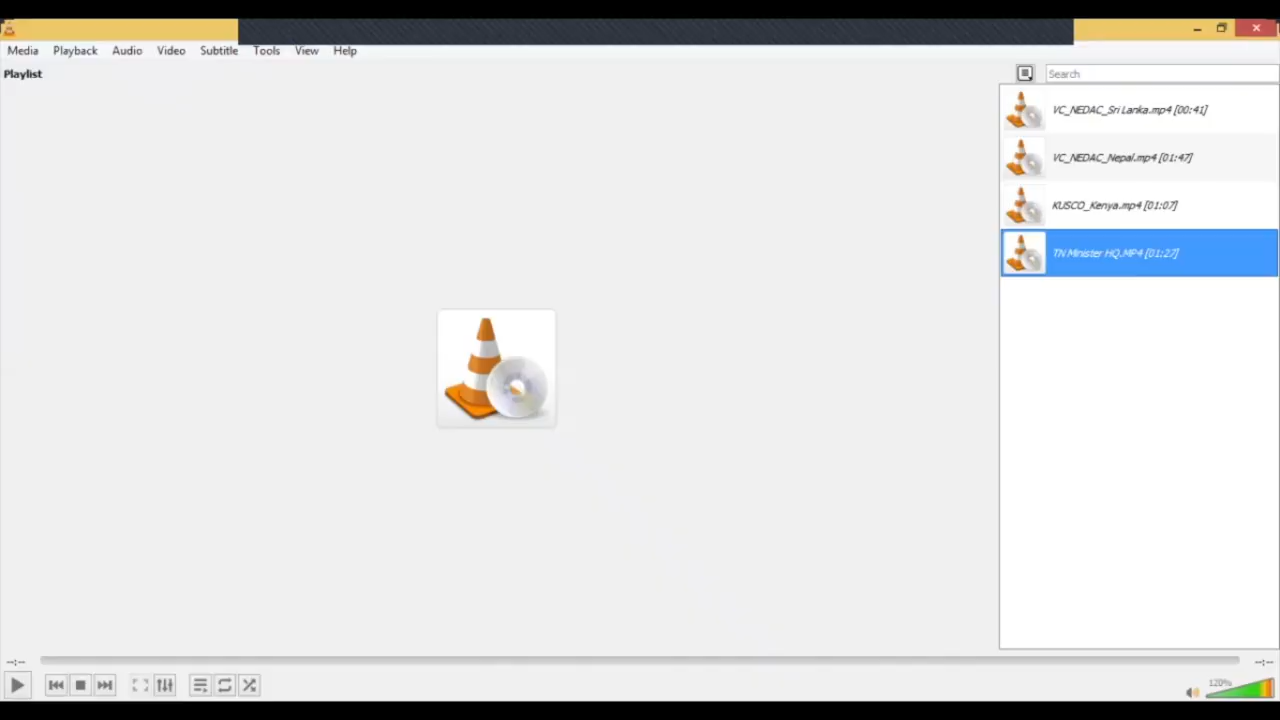 Media Playback Audio Video Subtitle Tools View Help
Playlist
Search
VC_NEDAC_Sri Lanka.mp4 [00:41]
VC_NEDAC_Nepal.mp4 [01:47]
KUSCO_Kenya.mp4 [01:07]
TN Minister HQ.MP4 [01:27]
--:-- --:--
120%